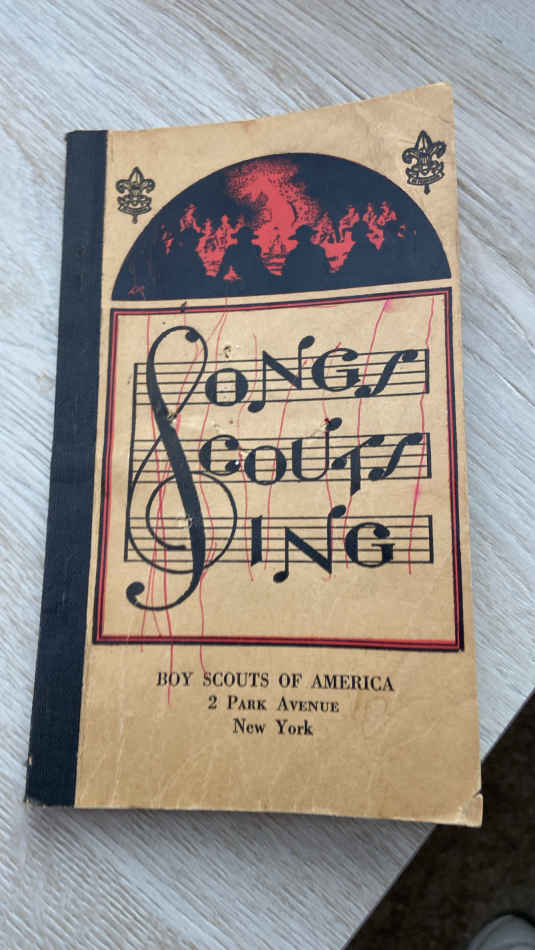 SONGS
SCOUTS
SING
BOY SCOUTS OF AMERICA
2 PARK AVENUE
New York